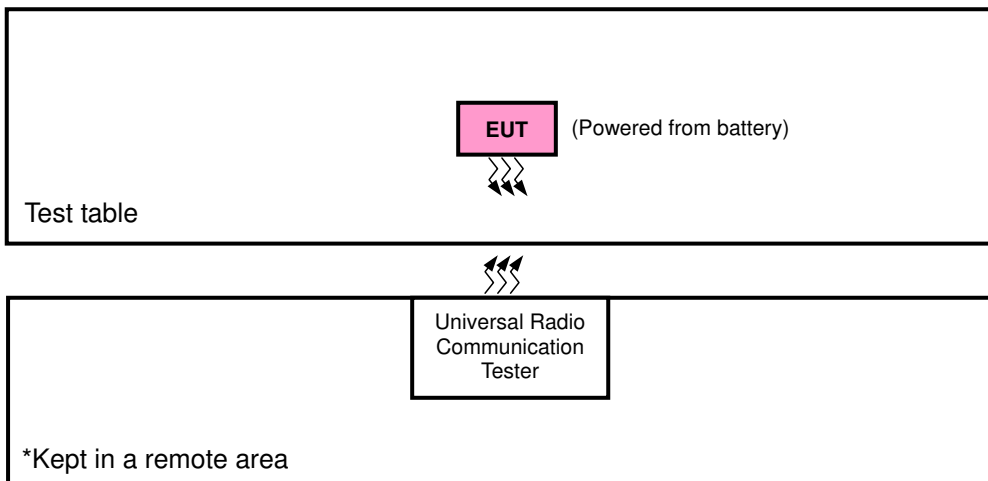 EUT
(Powered from battery)
Test table
Universal Radio
Communication
Tester
*Kept in a remote area